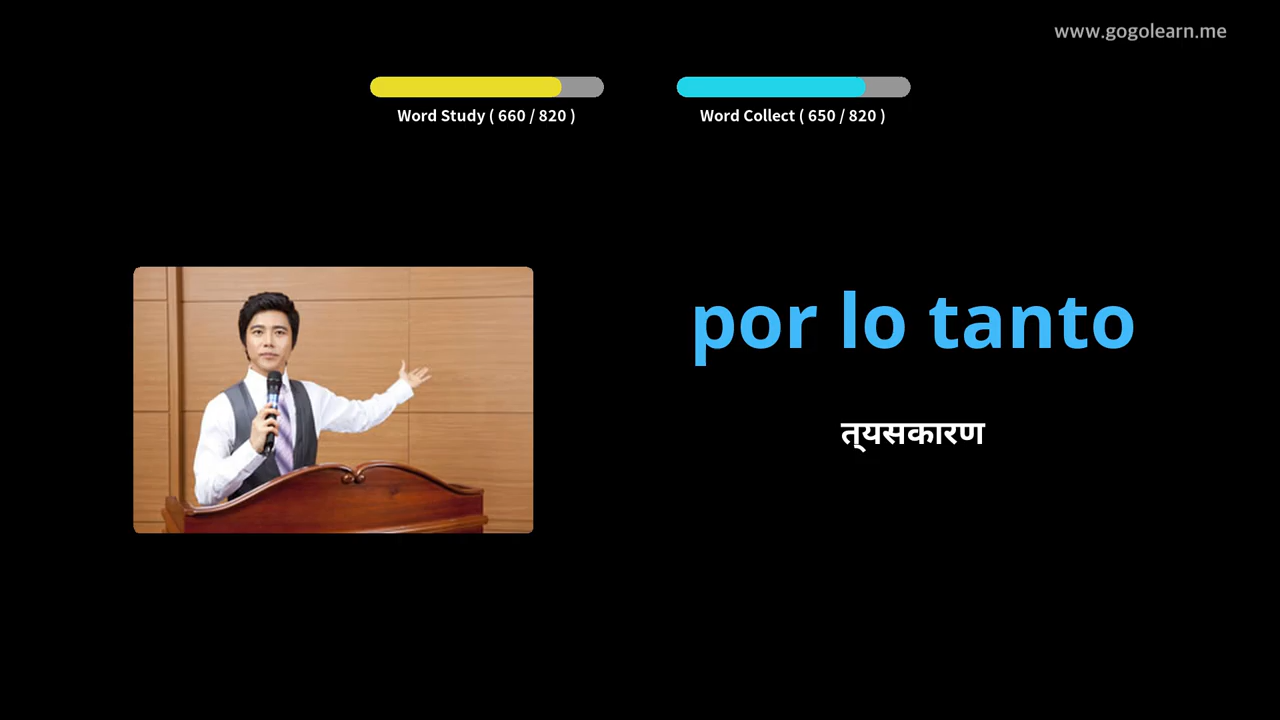 www.gogolearn.me
Word Study ( 660 / 820 )
Word Collect ( 650 / 820 )
por lo tanto
त्यसकारण